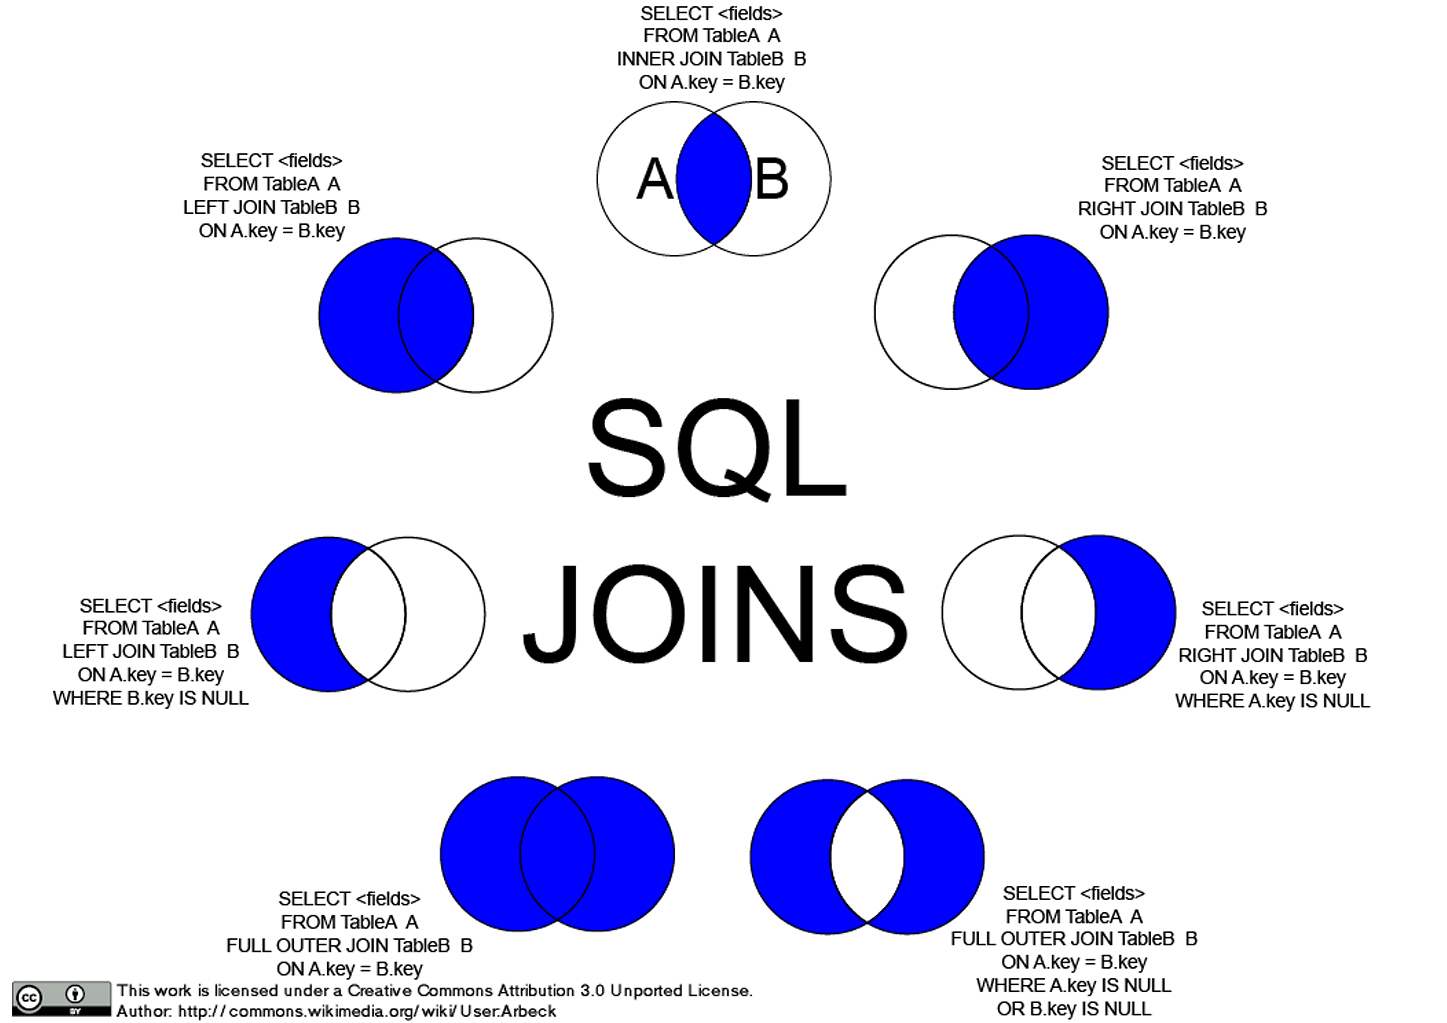 SELECT <fields>
FROM TableA A
INNER JOIN TableB B
ON A.key = B.key
A B
SELECT <fields>
FROM TableA A
LEFT JOIN TableB B
ON A.key = B.key
SELECT <fields>
FROM TableA A
RIGHT JOIN TableB B
ON A.key = B.key
SQL
JOINS
SELECT <fields>
FROM TableA A
LEFT JOIN TableB B
ON A.key = B.key
WHERE B.key IS NULL
SELECT <fields>
FROM TableA A
RIGHT JOIN TableB B
ON A.key = B.key
WHERE A.key IS NULL
SELECT <fields>
FROM TableA A
FULL OUTER JOIN TableB B
ON A.key = B.key
SELECT <fields>
FROM TableA A
FULL OUTER JOIN TableB B
ON A.key = B.key
WHERE A.key IS NULL
OR B.key IS NULL
cc
BY
This work is licensed under a Creative Commons Attribution 3.0 Unported License.
Author: http://commons.wikimedia.org/wiki/User:Arbeck